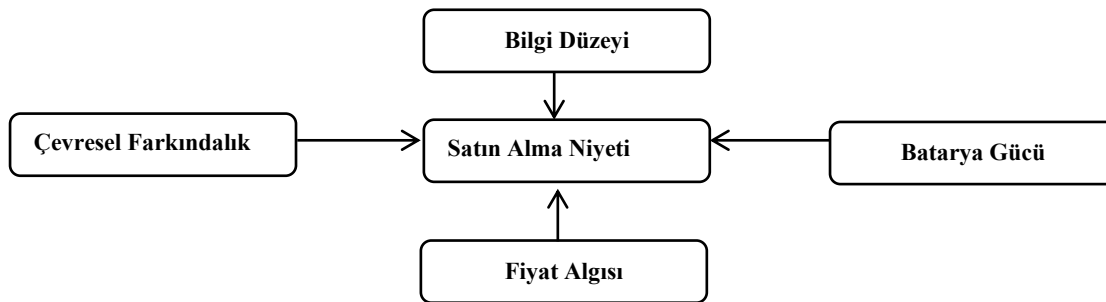 Bilgi Düzeyi
Çevresel Farkındalık
Satın Alma Niyeti
Batarya Gücü
Fiyat Algısı